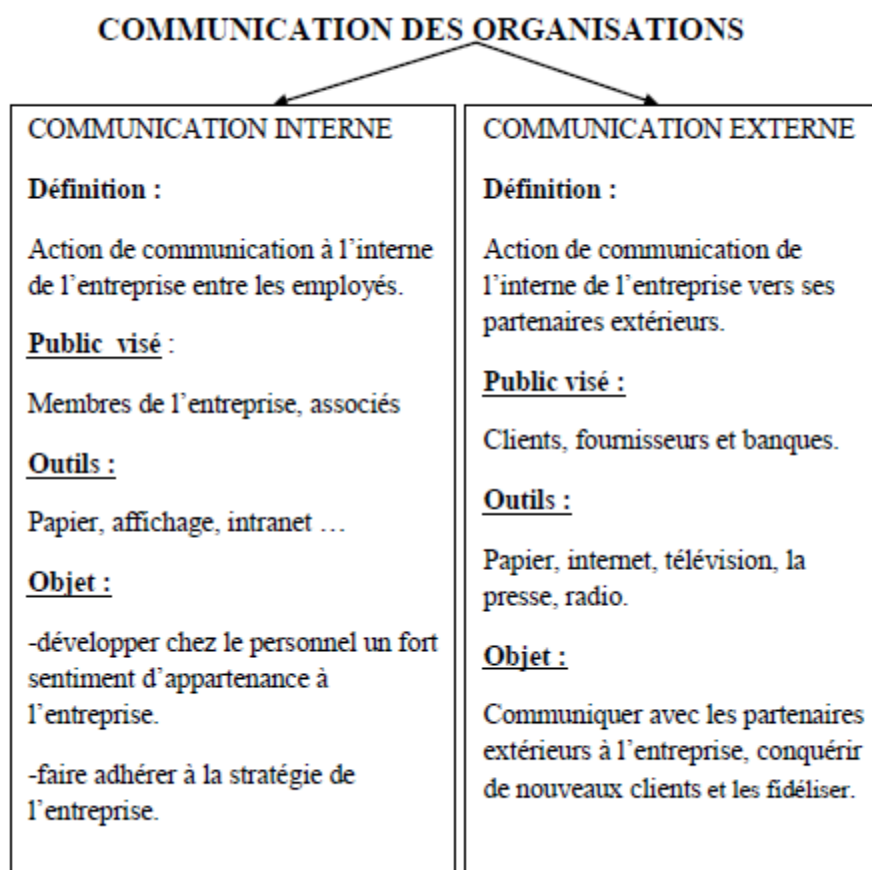 COMMUNICATION DES ORGANISATIONS
COMMUNICATION INTERNE
Définition :
Action de communication à l’interne
de l’entreprise entre les employés.
Public visé :
Membres de l’entreprise, associés
Outils :
Papier, affichage, intranet …
Objet :
-développer chez le personnel un fort
sentiment d’appartenance à
l’entreprise.
-faire adhérer à la stratégie de
l’entreprise.
COMMUNICATION EXTERNE
Définition :
Action de communication de
l’interne de l’entreprise vers ses
partenaires extérieurs.
Public visé :
Clients, fournisseurs et banques.
Outils :
Papier, internet, télévision, la
presse, radio.
Objet :
Communiquer avec les partenaires
extérieurs à l’entreprise, conquérir
de nouveaux clients et les fidéliser.